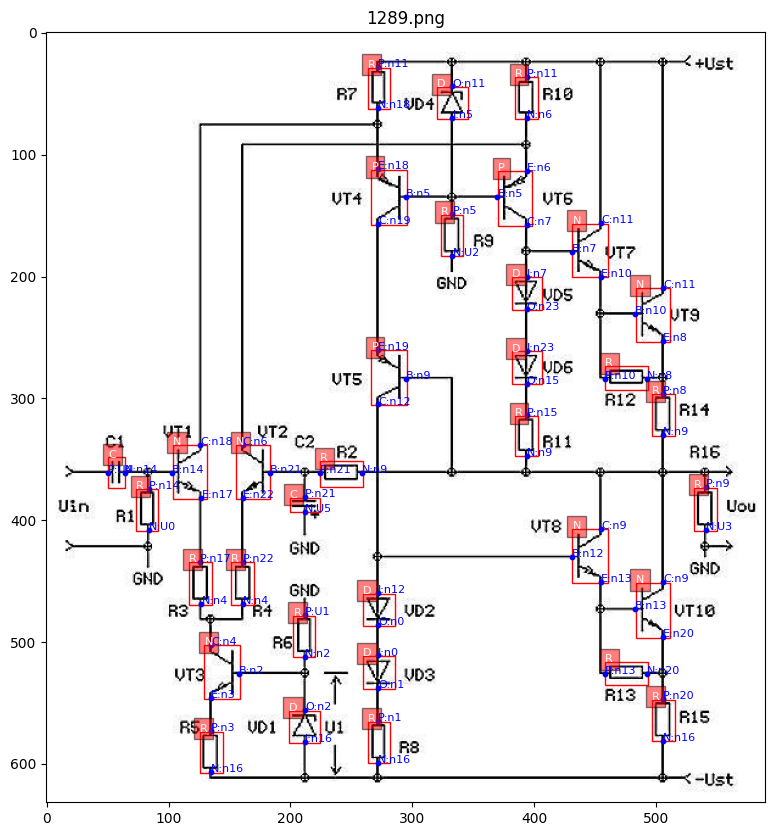 1289.png
0
+Ust
R P:n11
R7
N:n18
D O:n11
VD4
I:n5
R P:n11
R10
N:n6
100
P E:n18
VT4
B:n5
C:n19
P E:n6
B:n5
VT6
C:n7
R P:n5
R9
N:U2
GND
N C:n11
B:n7
VT7
E:n10
200
D I:n7
VD5
O:n23
N C:n11
B:n10
VT9
E:n8
P E:n19
VT5
B:n9
C:n12
D I:n23
VD6
O:n15
R
P:n10
N:n8
R12
300
R P:n8
R14
N:n9
R P:n15
R11
N:n9
C1
VT1
VT2
C2
R2
R16
C
N:n14
N C:n18
B:n14
E:n17
N C:n6
B:n21
E:n22
R
P:n21
N:n9
Uin
R P:n14
R1
N:U0
GND
C P:n21
N:U5
+
GND
R P:n9
Uou
N:U3
GND
400
VT8
N C:n9
B:n12
E:n13
R P:n17
R3
N:n4
R P:n22
R4
N:n4
GND
R P:U1
R6
N:n2
D I:n12
VD2
O:n0
N C:n9
B:n13
VT10
E:n20
500
N C:n4
VT3
B:n2
E:n3
D I:n0
VD3
O:n1
R
P:n13
N:n20
R13
R5
R P:n3
N:n16
VD1
D O:n2
I:n16
U1
R P:n1
R8
N:n16
R P:n20
R15
N:n16
600
-Ust
0 100 200 300 400 500